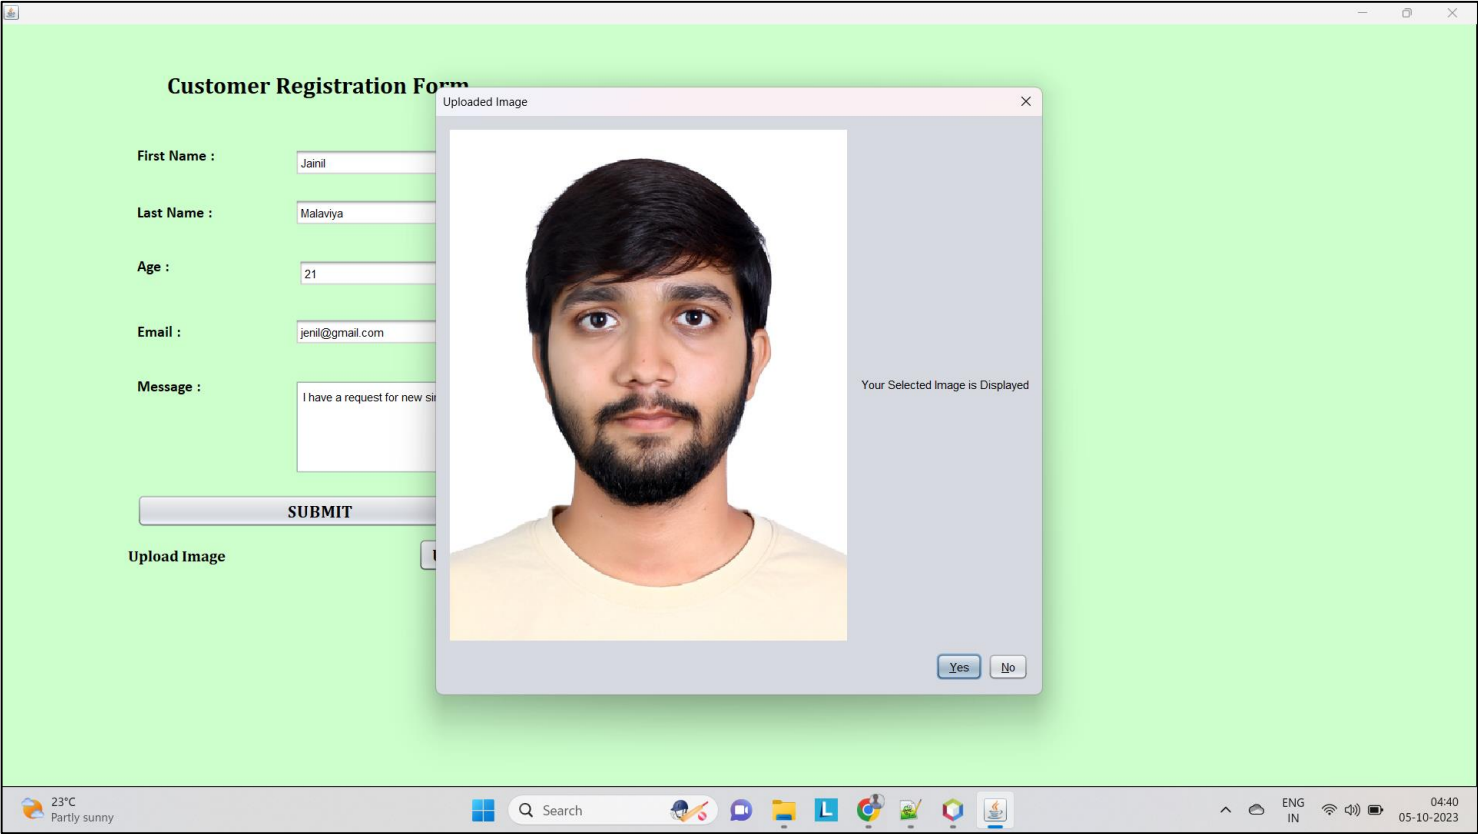 Customer Registration Form
Uploaded Image
First Name :
Jainil
Last Name :
Malaviya
Age :
21
Email :
jenil@gmail.com
Your Selected Image is Displayed
Message :
I have a request for new
SUBMIT
Upload Image
Yes
No
23°C
Partly sunny
Search
ENG
IN
04:40
05-10-2023